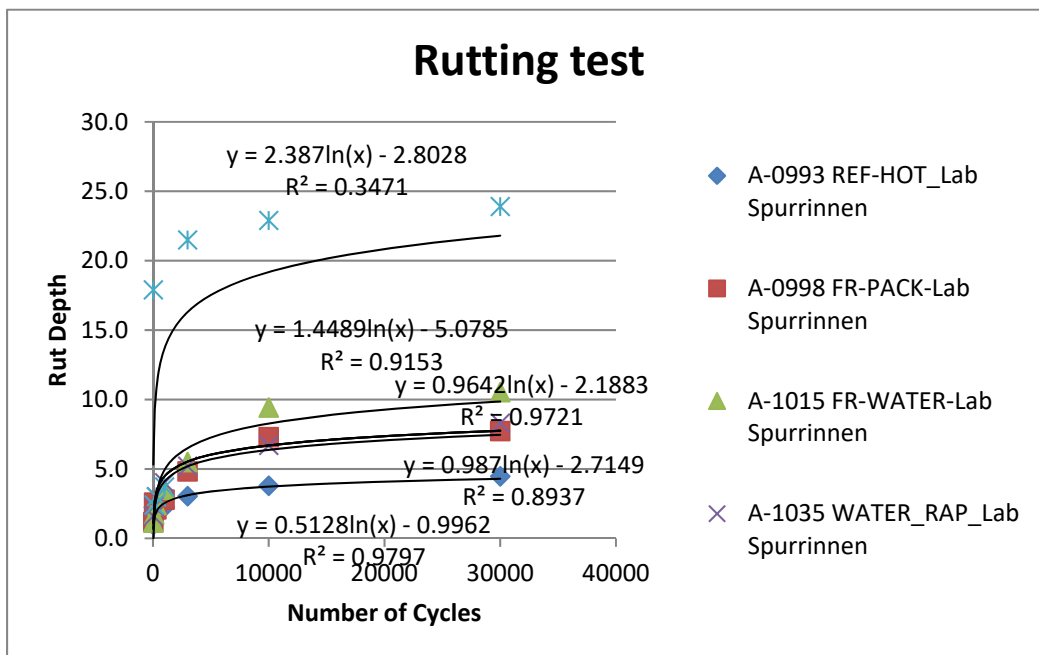 Rutting test
30.0
25.0
20.0
15.0
10.0
5.0
0.0
Rut Depth
y = 2.387ln(x) - 2.8028
R² = 0.3471
y = 1.4489ln(x) - 5.0785
R² = 0.9153
y = 0.9642ln(x) - 2.1883
R² = 0.9721
y = 0.987ln(x) - 2.7149
R² = 0.8937
y = 0.5128ln(x) - 0.9962
R² = 0.9797
0 10000 20000 30000 40000
Number of Cycles
A-0993 REF-HOT_Lab
Spurrinnen
A-0998 FR-PACK-Lab
Spurrinnen
A-1015 FR-WATER-Lab
Spurrinnen
A-1035 WATER_RAP_Lab
Spurrinnen